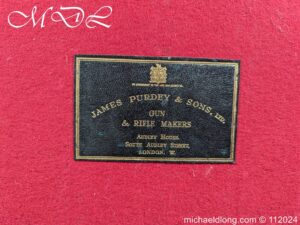 MDL
JAMES PURDEY & SONS, LTD.
GUN
& RIFLE MAKERS
AUDLEY HOUSE,
SOUTH AUDLEY STREET,
LONDON. W.
michaeldlong.com © 112024